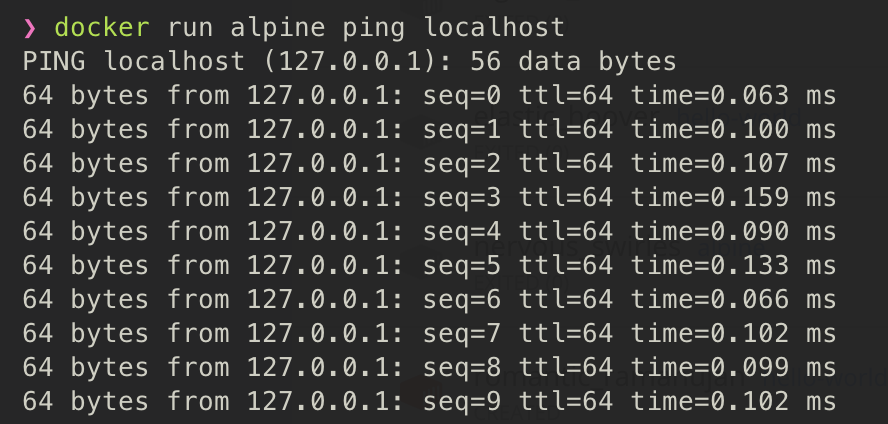 ❯ docker run alpine ping localhost
PING localhost (127.0.0.1): 56 data bytes
64 bytes from 127.0.0.1: seq=0 ttl=64 time=0.063 ms
64 bytes from 127.0.0.1: seq=1 ttl=64 time=0.100 ms
64 bytes from 127.0.0.1: seq=2 ttl=64 time=0.107 ms
64 bytes from 127.0.0.1: seq=3 ttl=64 time=0.159 ms
64 bytes from 127.0.0.1: seq=4 ttl=64 time=0.090 ms
64 bytes from 127.0.0.1: seq=5 ttl=64 time=0.133 ms
64 bytes from 127.0.0.1: seq=6 ttl=64 time=0.066 ms
64 bytes from 127.0.0.1: seq=7 ttl=64 time=0.102 ms
64 bytes from 127.0.0.1: seq=8 ttl=64 time=0.099 ms
64 bytes from 127.0.0.1: seq=9 ttl=64 time=0.102 ms